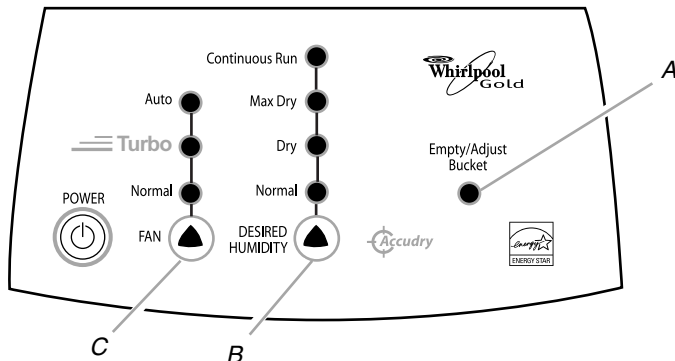 Continuous Run
Whirlpool
Gold
A
Auto
Max Dry
Turbo
Dry
Empty/Adjust
Bucket
Normal
Normal
POWER
FAN
DESIRED
HUMIDITY
Accudry
energy
ENERGY STAR
C
B